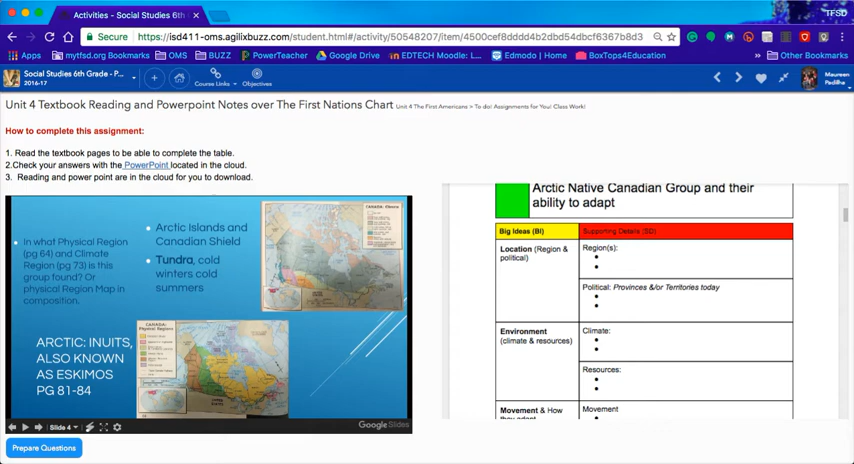 Activities - Social Studies 6th
TFSD
Secure
https://isd411-oms.agilixbuzz.com/student.html#/activity/50548207/item/4500cef8dddd4b2dbd54dbcf6367b8d3
Apps
mytfsd.org Bookmarks
OMS
BUZZ
PowerTeacher
Google Drive
EDTECH Moodle: L...
Edmodo | Home
BoxTops4Education
»
Other Bookmarks
Social Studies 6th Grade - P...
2016-17
Course Links
Objectives
Maureen
Padilha
Unit 4 Textbook Reading and Powerpoint Notes over The First Nations Chart Unit 4 The First Americans > To do! Assignments for You! Class Work!
How to complete this assignment:
1. Read the textbook pages to be able to complete the table.
2.Check your answers with the PowerPoint located in the cloud.
3. Reading and power point are in the cloud for you to download.
In what Physical Region
(pg 64) and Climate
Region (pg 73) is this
group found? Or
physical Region Map in
composition.
• Arctic Islands and
Canadian Shield
• Tundra, cold
winters cold
summers
ARCTIC: INUITS,
ALSO KNOWN
AS ESKIMOS
PG 81-84
CANADA: Climate
CANADA:
Physical Regions
Slide 4
Google Slides
Prepare Questions
Arctic Native Canadian Group and their
ability to adapt
Big Ideas (BI)
Supporting Details (SD)
Location (Region &
political)
Region(s):
Political: Provinces &/or Territories today
Environment
(climate & resources)
Climate:
Resources:
Movement & How
they adapt
Movement